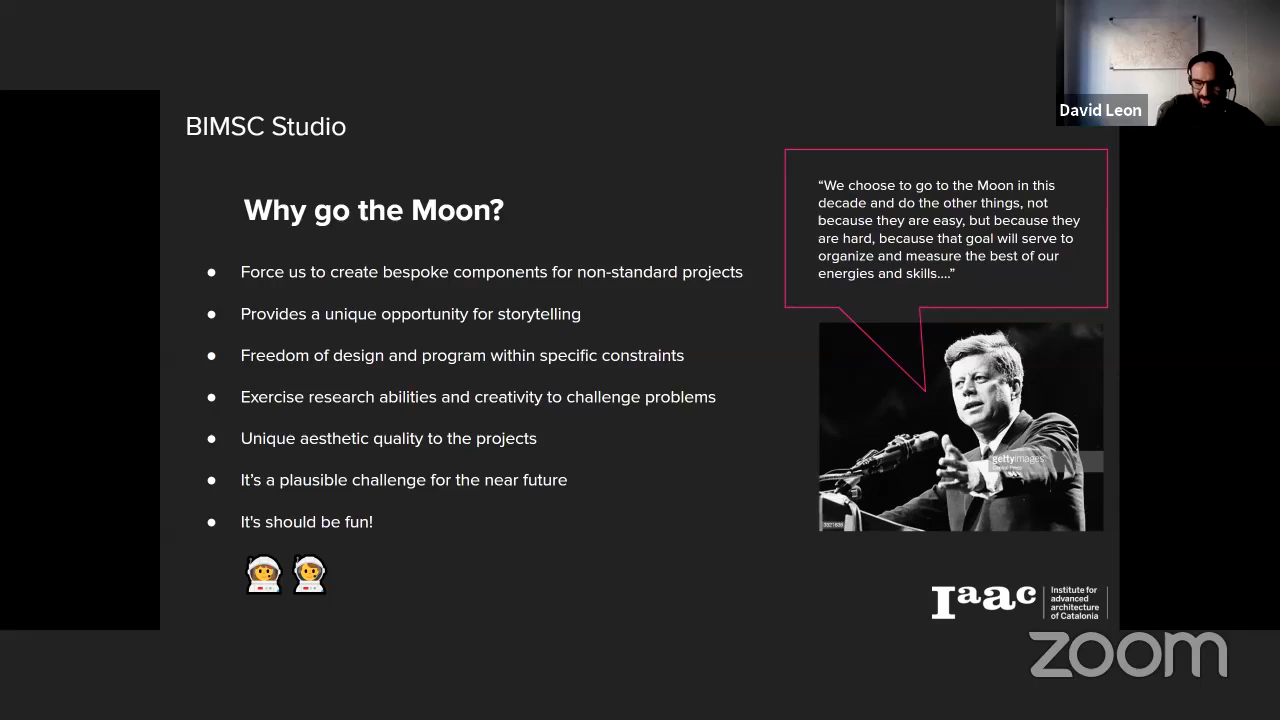 David Leon
BIMSC Studio
Why go the Moon?
● Force us to create bespoke components for non-standard projects
● Provides a unique opportunity for storytelling
● Freedom of design and program within specific constraints
● Exercise research abilities and creativity to challenge problems
● Unique aesthetic quality to the projects
● It’s a plausible challenge for the near future
● It's should be fun!
“We choose to go to the Moon in this
decade and do the other things, not
because they are easy, but because they
are hard, because that goal will serve to
organize and measure the best of our
energies and skills....”
gettyimages
Iaac
Institute for
advanced
architecture
of Catalonia
zoom